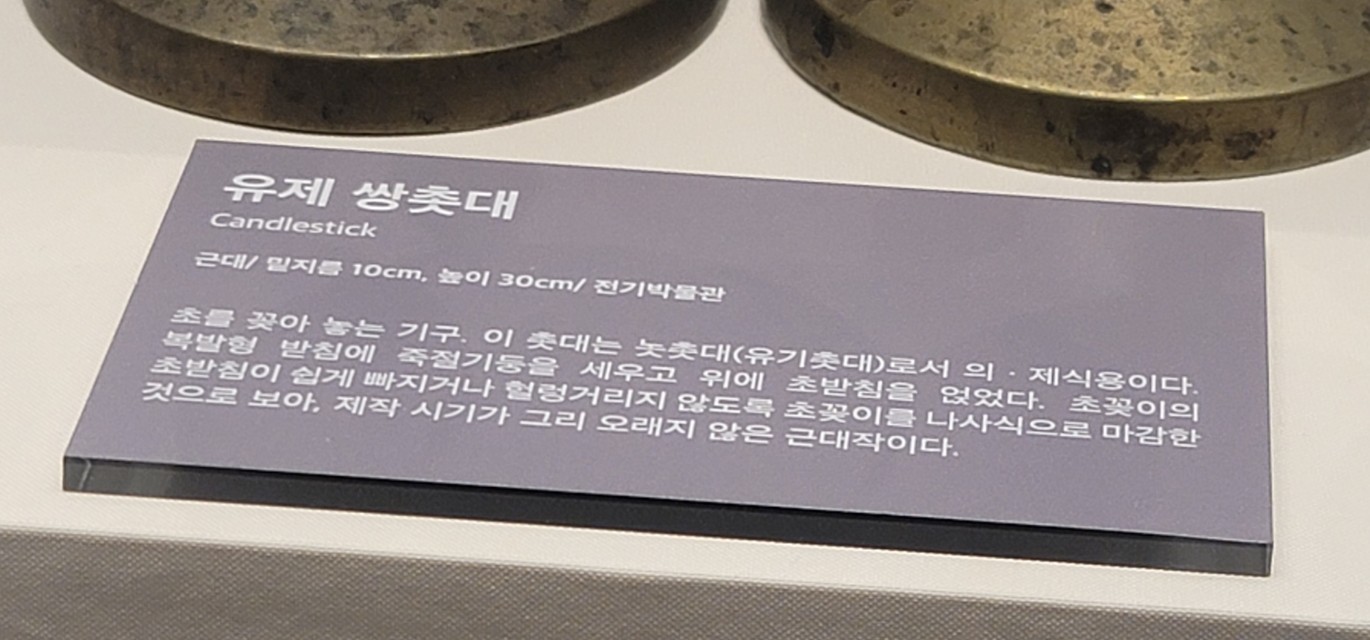 유제 쌍촛대
Candlestick
근대/ 밑지름 10cm, 높이 30cm/ 전기박물관
초를 꽂아 놓는 기구. 이 촛대는 놋촛대(유기촛대)로서 의 · 제식용이다.
복발형 받침에 죽절기둥을 세우고 위에 초받침을 얹었다. 초꽂이의
초받침이 쉽게 빠지거나 헐렁거리지 않도록 초꽂이를 나사식으로 마감한
것으로 보아, 제작 시기가 그리 오래지 않은 근대작이다.